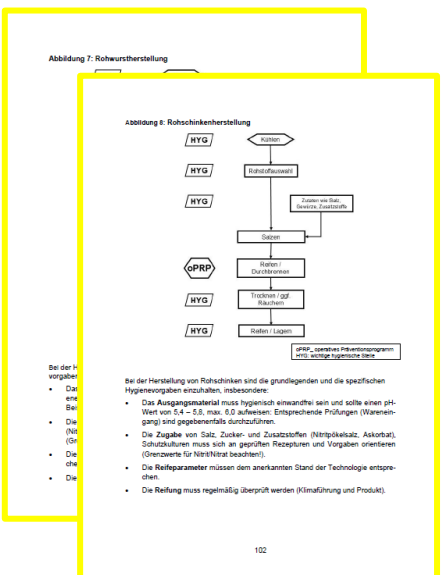 Abbildung 7: Rohwurstherstellung
Bei der H
vorgaben
Das
ene
Bei
Die
(Nit
(Gr
Die
che
Die
Abbildung 8: Rohschinkenherstellung
HYG
Kühlen
HYG
Rohstoffauswahl
HYG
Zutaten wie Salz,
Gewürze, Zusatzstoffe
Salzen
oPRP
Reifen /
Durchbrennen
HYG
Trocknen / ggf.
Räuchern
HYG
Reifen / Lagern
oPRP_ operatives Präventionsprogramm
HYG: wichtige hygienische Stelle
Bei der Herstellung von Rohschinken sind die grundlegenden und die spezifischen
Hygienevorgaben einzuhalten, insbesondere:
• Das Ausgangsmaterial muss hygienisch einwandfrei sein und sollte einen pH-
Wert von 5,4 – 5,8, max. 6,0 aufweisen: Entsprechende Prüfungen (Warenein-
gang) sind gegebenenfalls durchzuführen.
• Die Zugabe von Salz, Zucker- und Zusatzstoffen (Nitritpökelsalz, Askorbat),
Schutzkulturen muss sich an geprüften Rezepturen und Vorgaben orientieren
(Grenzwerte für Nitrit/Nitrat beachten!).
• Die Reifeparameter müssen dem anerkannten Stand der Technologie entspre-
chen.
• Die Reifung muss regelmäßig überprüft werden (Klimaführung und Produkt).
102